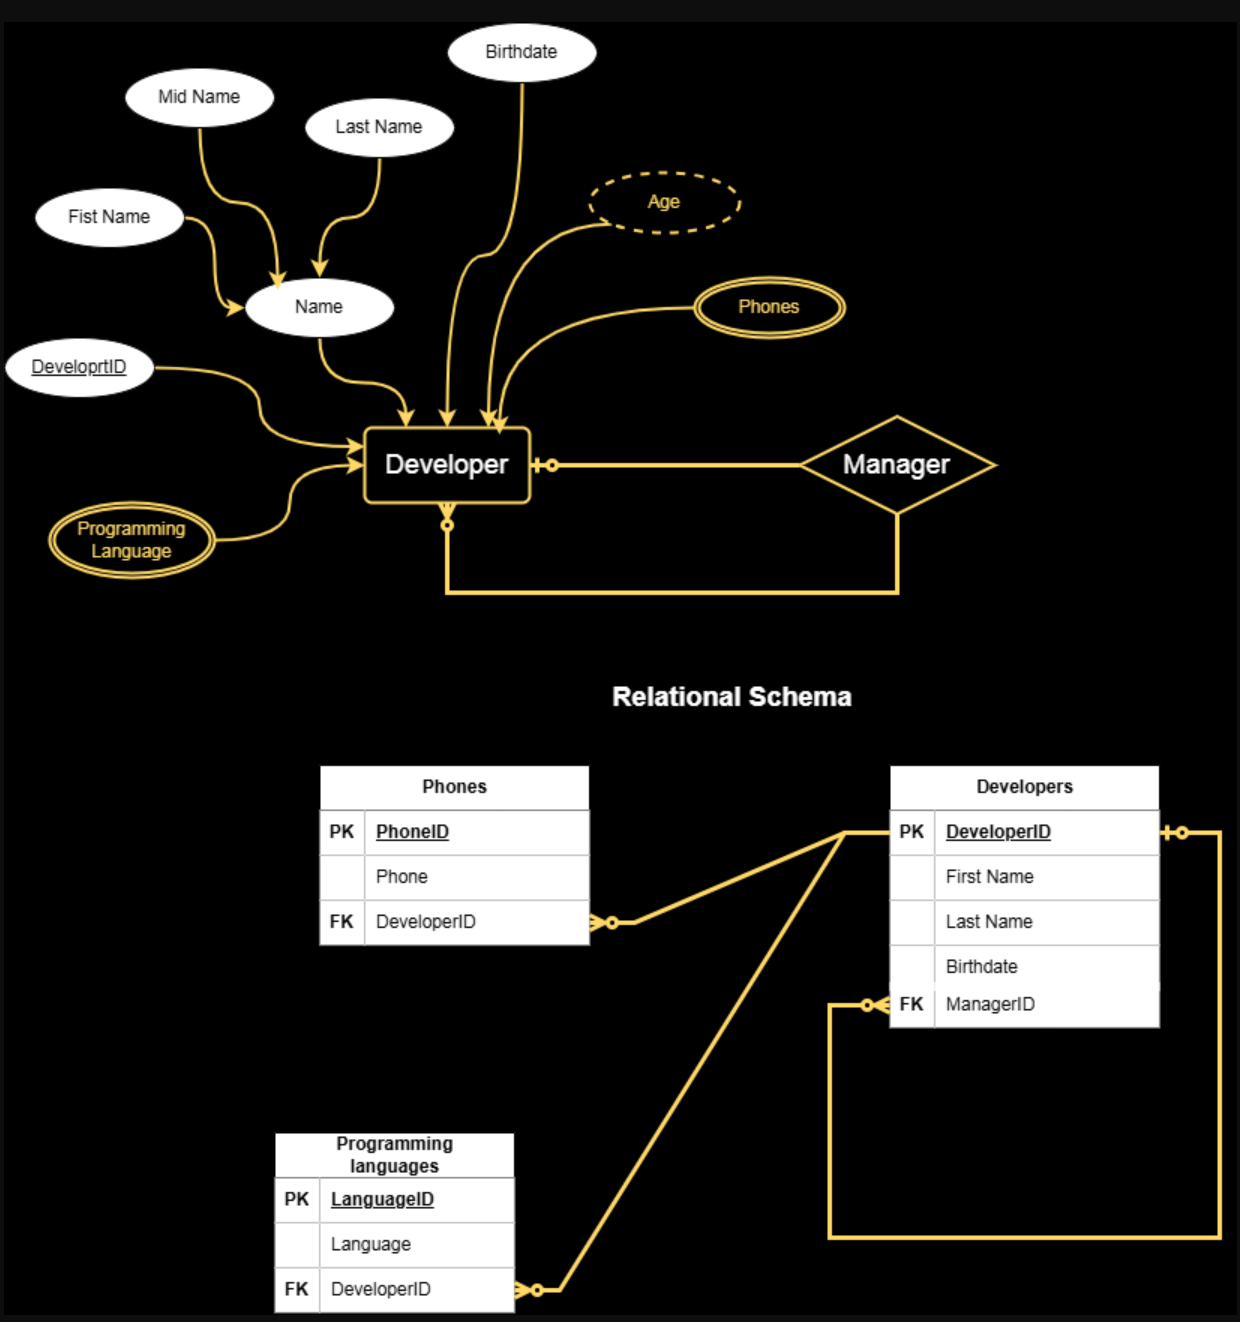 Birthdate
Mid Name
Last Name
Age
Fist Name
Name
Phones
DeveloprtID
Developer
Manager
Programming
Language
Relational Schema
Phones
PK PhoneID
Phone
FK DeveloperID
Developers
PK DeveloperID
First Name
Last Name
Birthdate
FK ManagerID
Programming
languages
PK LanguageID
Language
FK DeveloperID